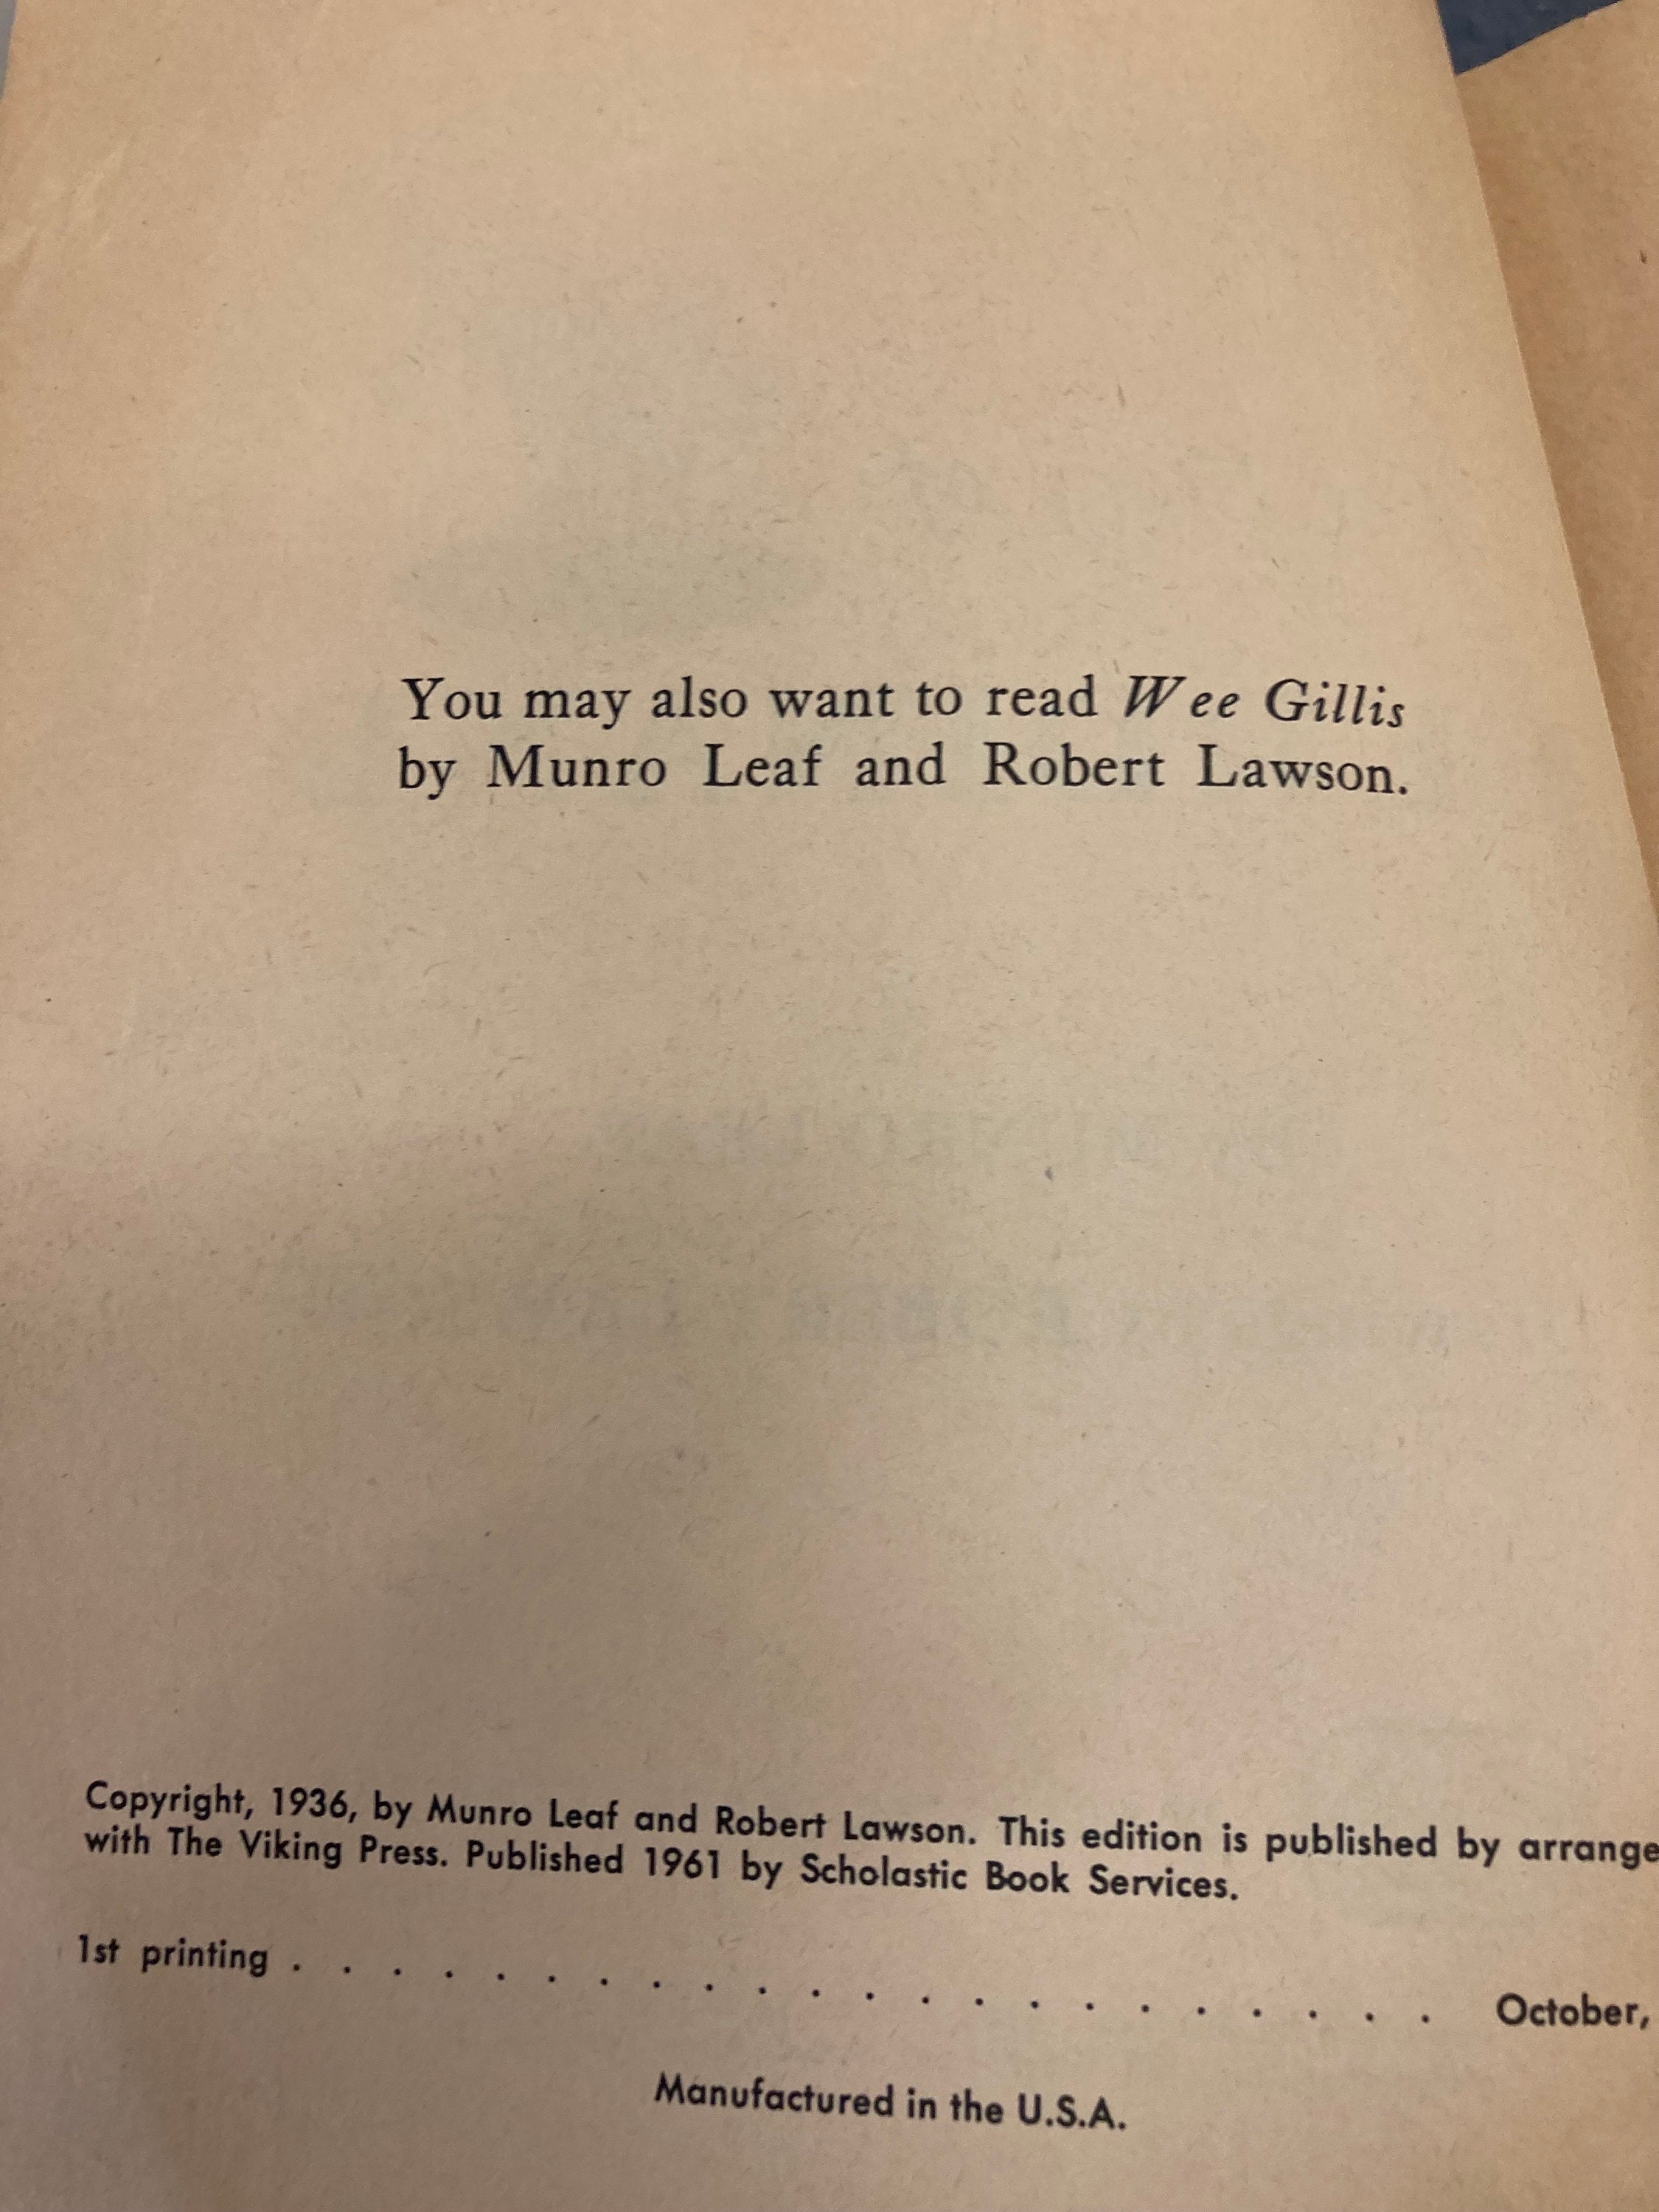 You may also want to read Wee Gillis
by Munro Leaf and Robert Lawson.
Copyright, 1936, by Munro Leaf and Robert Lawson. This edition is published by arrange
with The Viking Press. Published 1961 by Scholastic Book Services.
1st printing . . . . . . . . . . . . . . . . . . . . . . October,
Manufactured in the U.S.A.